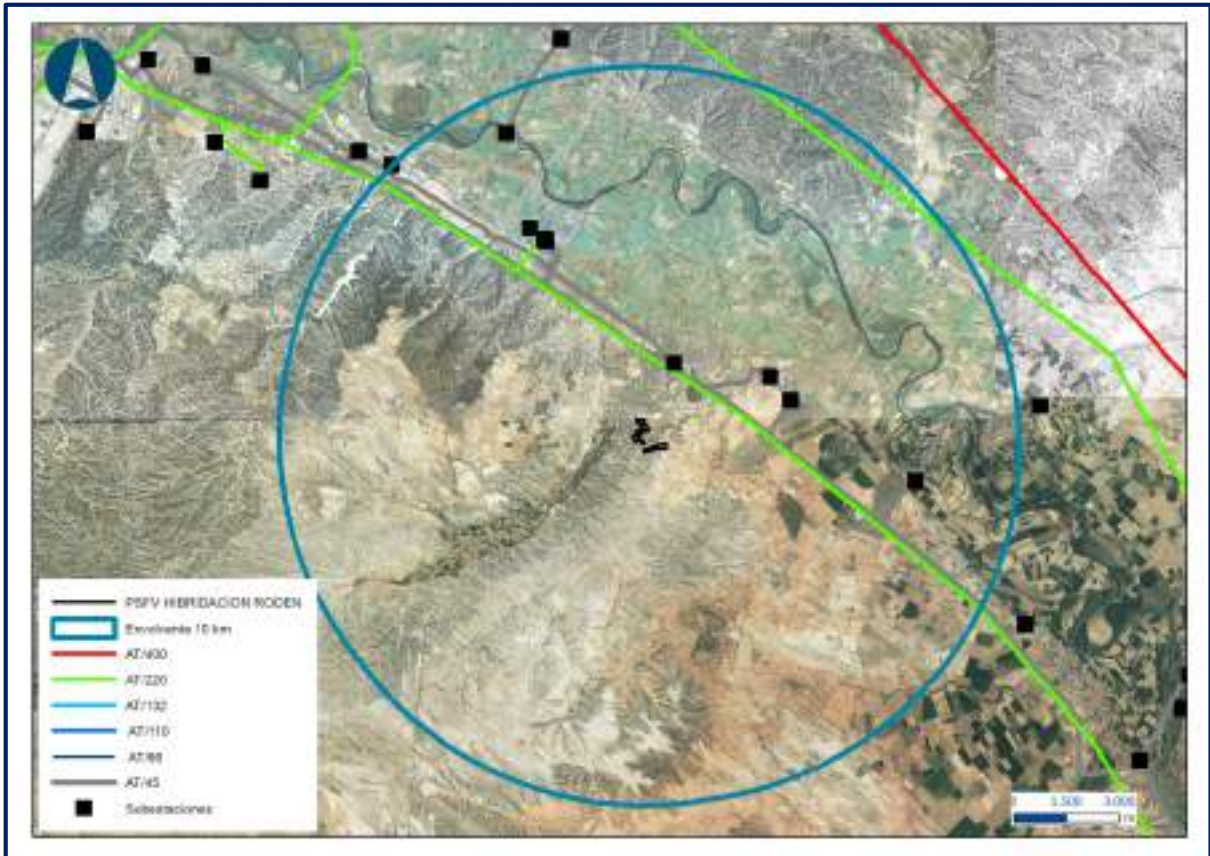 PSFV HIBRIDACION RODEN
Envolvente 10 km
AT/400
AT/220
AT/132
AT/110
AT/66
AT/45
Subestaciones
0 1.500 3.000
m